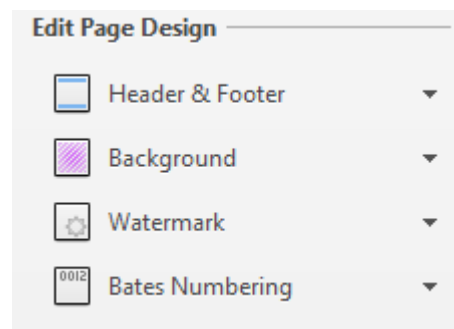 Edit Page Design
Header & Footer
Background
Watermark
0012
Bates Numbering